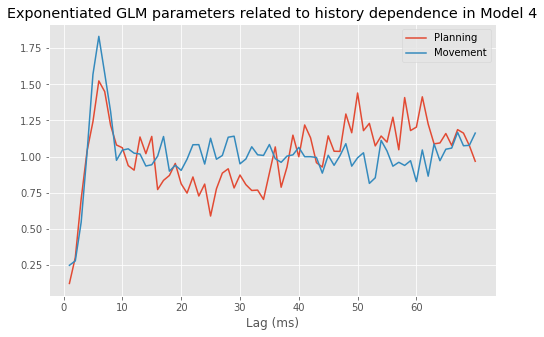 Exponentiated GLM parameters related to history dependence in Model 4
Planning
Movement
1.75
1.50
1.25
1.00
0.75
0.50
0.25
0 10 20 30 40 50 60
Lag (ms)